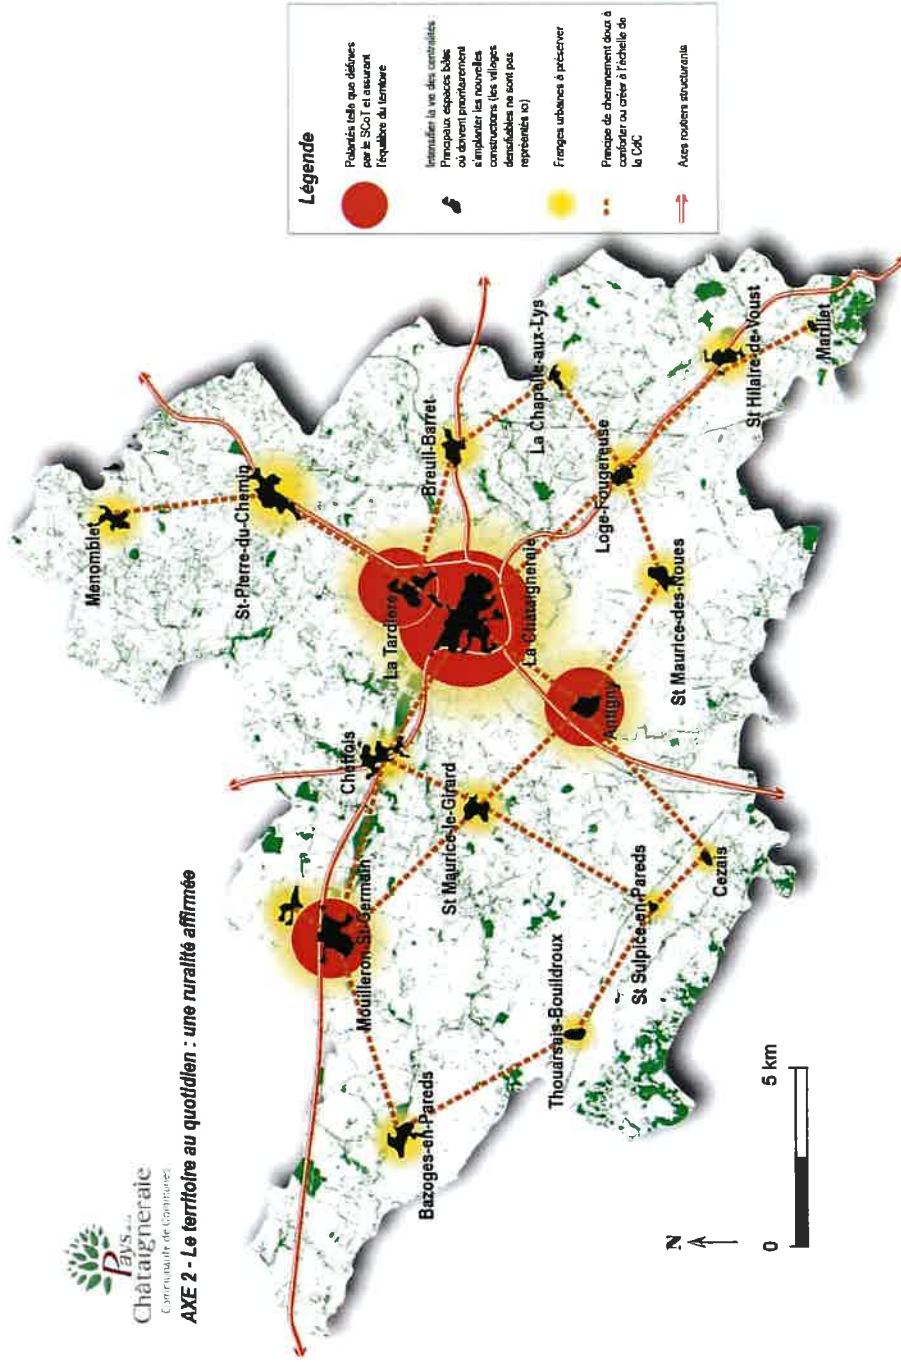 Pays de la
Châtaigneraie
Communauté de Communes
AXE 2 - Le territoire au quotidien : une ruralité affirmée
Menomblet
St-Pierre-du-Chemin
Breuil-Barret
La Chapelle-aux-Lys
La Tardiere
La Chataigneraie
Loge-Fougereuse
St Hilaire-de-Voust
Marillet
Cheffois
Antigny
St Maurice-des-Noues
St Maurice-le-Girard
Mouilleron-St-Germain
Bazoges-en-Pareds
Thouarsais-Bouildroux
St Sulpice-en-Pareds
Cezais
N
0
5 km
Légende
Polarités telle que définies
par le SCoT et assurant
l'équilibre du territoire
Intensifier la vie des centralités :
Principaux espaces bâtis
où doivent prioritairement
s'implanter les nouvelles
constructions (les villages
densifiables ne sont pas
représentés ici)
Franges urbaines à préserver
Principe de cheminement doux à
conforter ou créer à l'échelle de
la CdC
Axes routiers structurants